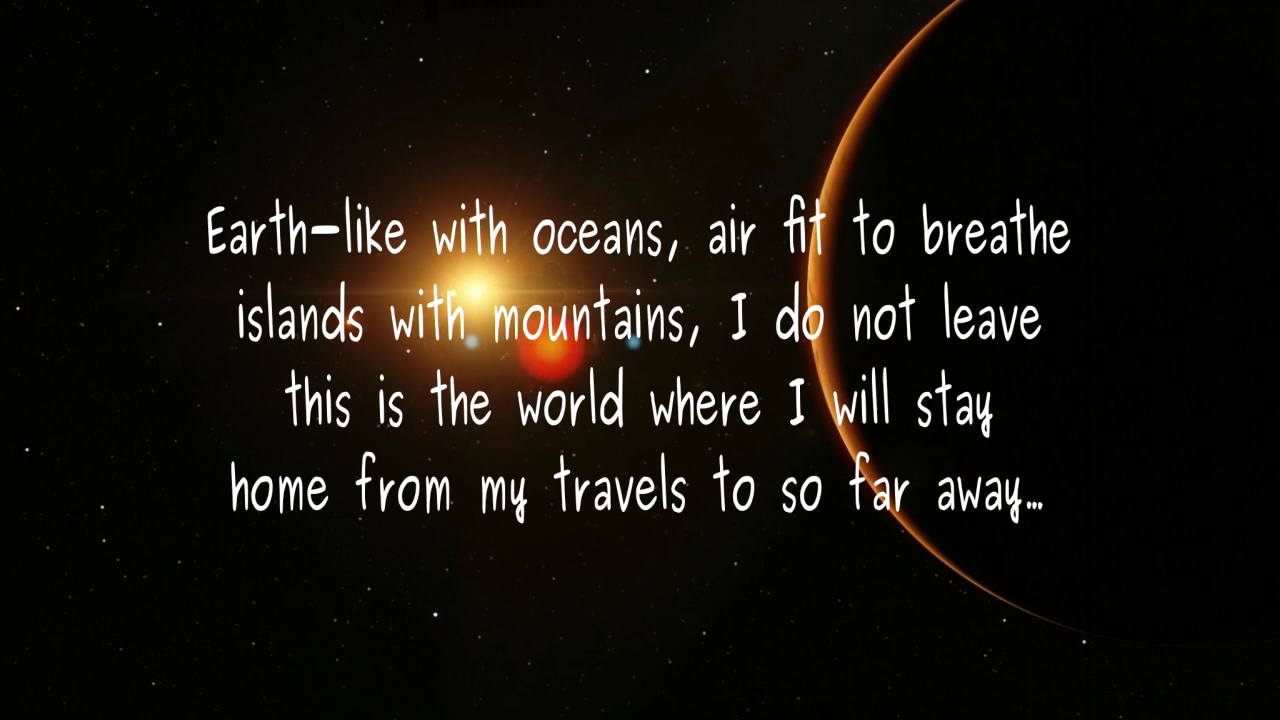 Earth-like with oceans, air fit to breathe
islands with mountains, I do not leave
this is the world where I will stay
home from my travels to so far away...